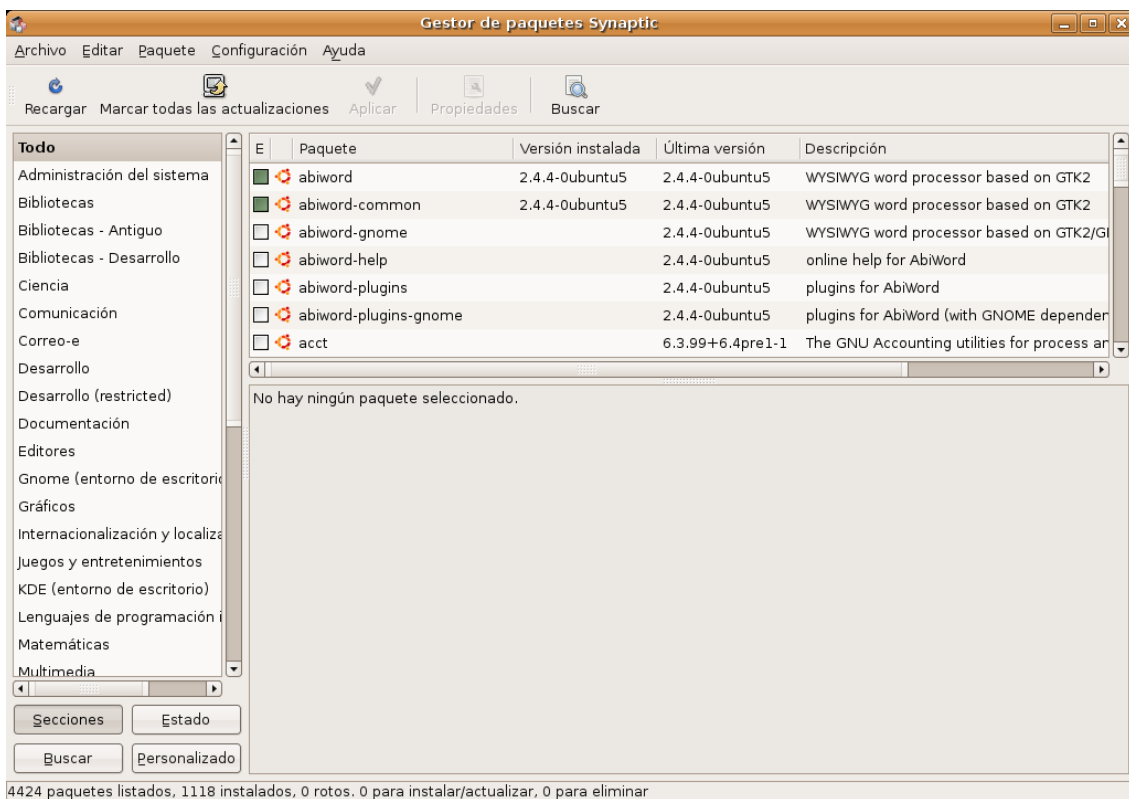 Gestor de paquetes Synaptic
Archivo Editar Paquete Configuración Ayuda
Recargar Marcar todas las actualizaciones Aplicar Propiedades Buscar
Todo
Administración del sistema
Bibliotecas
Bibliotecas - Antiguo
Bibliotecas - Desarrollo
Ciencia
Comunicación
Correo-e
Desarrollo
Desarrollo (restricted)
Documentación
Editores
Gnome (entorno de escritorio
Gráficos
Internacionalización y localiza
Juegos y entretenimientos
KDE (entorno de escritorio)
Lenguajes de programación i
Matemáticas
Multimedia
Secciones Estado
Buscar Personalizado
E Paquete Versión instalada Última versión Descripción
abiword 2.4.4-0ubuntu5 2.4.4-0ubuntu5 WYSIWYG word processor based on GTK2
abiword-common 2.4.4-0ubuntu5 2.4.4-0ubuntu5 WYSIWYG word processor based on GTK2
abiword-gnome 2.4.4-0ubuntu5 WYSIWYG word processor based on GTK2/GI
abiword-help 2.4.4-0ubuntu5 online help for AbiWord
abiword-plugins 2.4.4-0ubuntu5 plugins for AbiWord
abiword-plugins-gnome 2.4.4-0ubuntu5 plugins for AbiWord (with GNOME dependen
acct 6.3.99+6.4pre1-1 The GNU Accounting utilities for process an
No hay ningún paquete seleccionado.
4424 paquetes listados, 1118 instalados, 0 rotos. 0 para instalar/actualizar, 0 para eliminar